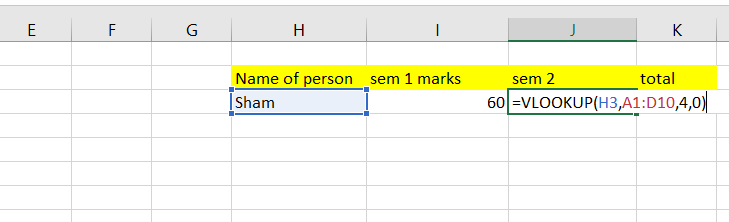 E F G H I J K
Name of person sem 1 marks sem 2 total
Sham 60 =VLOOKUP(H3,A1:D10,4,0)